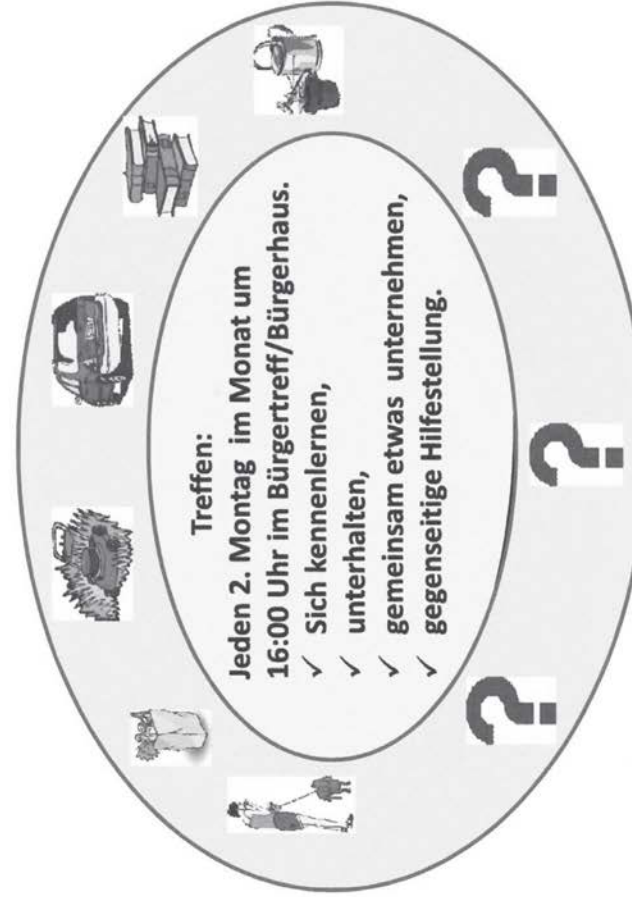 Treffen:
Jeden 2. Montag im Monat um
16:00 Uhr im Bürgertreff/Bürgerhaus.
✓ Sich kennenlernen,
✓ unterhalten,
✓ gemeinsam etwas unternehmen,
✓ gegenseitige Hilfestellung.
? ? ?